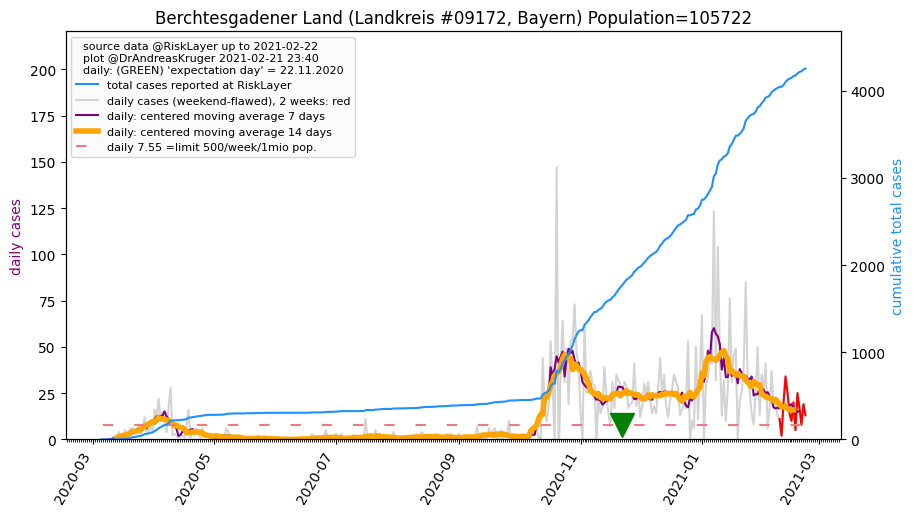 Berchtesgadener Land (Landkreis #09172, Bayern) Population=105722
source data @RiskLayer up to 2021-02-22
plot @DrAndreasKruger 2021-02-21 23:40
daily: (GREEN) 'expectation day' = 22.11.2020
total cases reported at RiskLayer
daily cases (weekend-flawed), 2 weeks: red
daily: centered moving average 7 days
daily: centered moving average 14 days
daily 7.55 =limit 500/week/1mio pop.
daily cases
200
175
150
125
100
75
50
25
0
cumulative total cases
4000
3000
2000
1000
0
2020-03
2020-05
2020-07
2020-09
2020-11
2021-01
2021-03